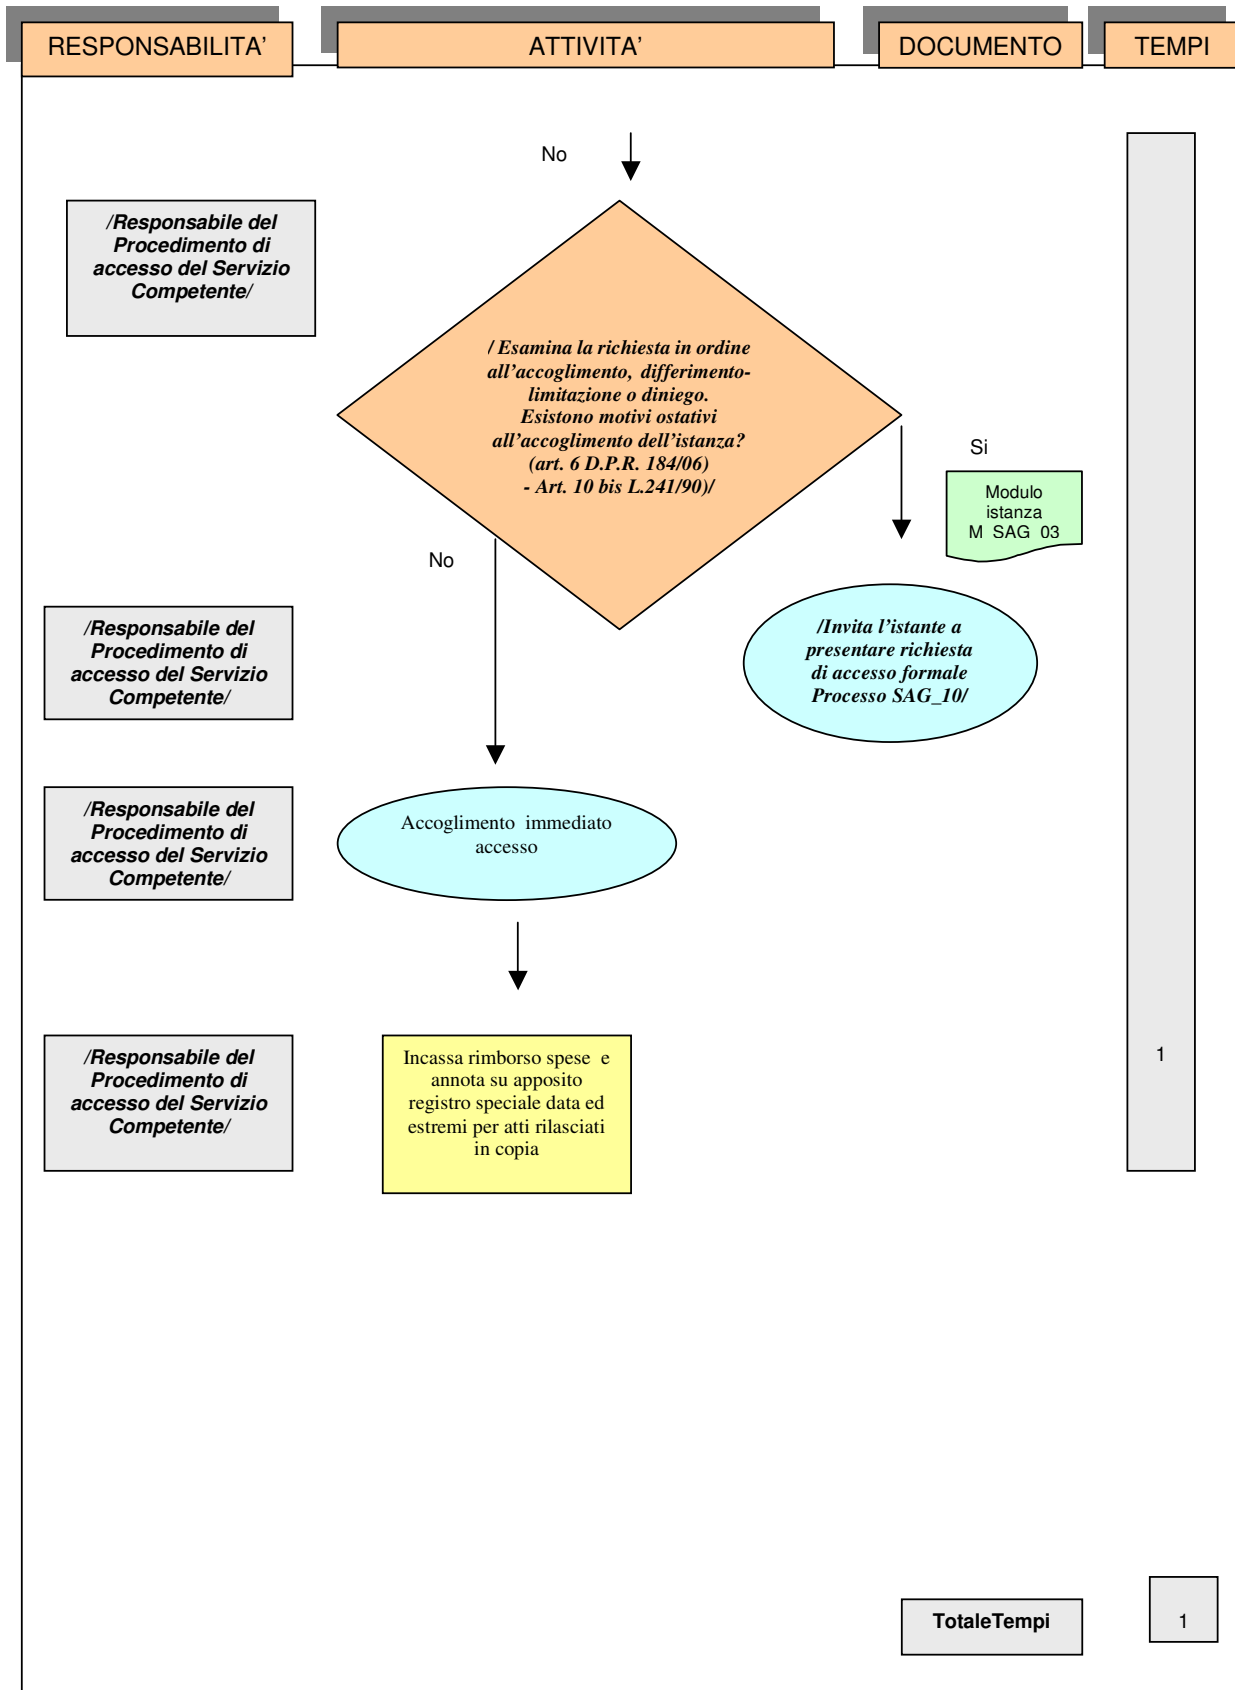 RESPONSABILITA’
ATTIVITA’
DOCUMENTO
TEMPI
No
/Responsabile del
Procedimento di
accesso del Servizio
Competente/
/ Esamina la richiesta in ordine
all’accoglimento, differimento-
limitazione o diniego.
Esistono motivi ostativi
all’accoglimento dell’istanza?
(art. 6 D.P.R. 184/06)
- Art. 10 bis L.241/90)/
Si
Modulo
istanza
M_SAG_03
No
/Responsabile del
Procedimento di
accesso del Servizio
Competente/
/Invita l’istante a
presentare richiesta
di accesso formale
Processo SAG_10/
/Responsabile del
Procedimento di
accesso del Servizio
Competente/
Accoglimento immediato
accesso
/Responsabile del
Procedimento di
accesso del Servizio
Competente/
Incassa rimborso spese e
annota su apposito
registro speciale data ed
estremi per atti rilasciati
in copia
1
TotaleTempi
1